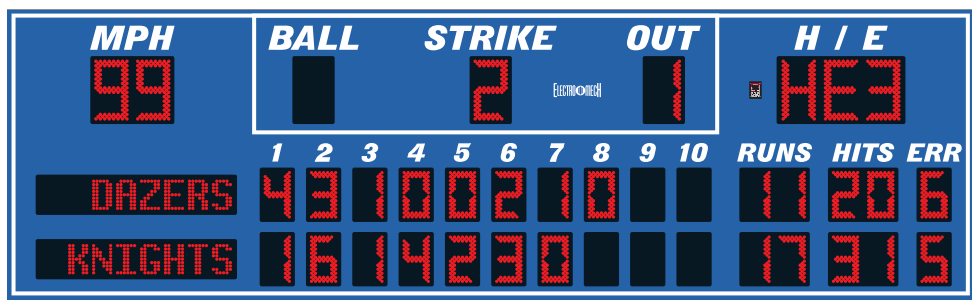 MPH BALL STRIKE OUT H / E
99 2 ELECTRO-MECH 1 HE3
1 2 3 4 5 6 7 8 9 10 RUNS HITS ERR
DAZERS 4 3 1 0 0 2 1 0 11 20 6
KNIGHTS 1 6 1 4 2 3 0 17 31 5